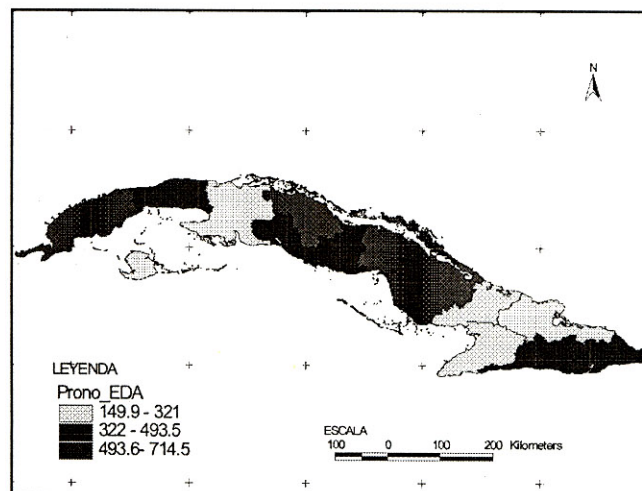 N
LEYENDA
Prono_EDA
149.9 - 321
322 - 493.5
493.6- 714.5
ESCALA
100 0 100 200 Kilometers